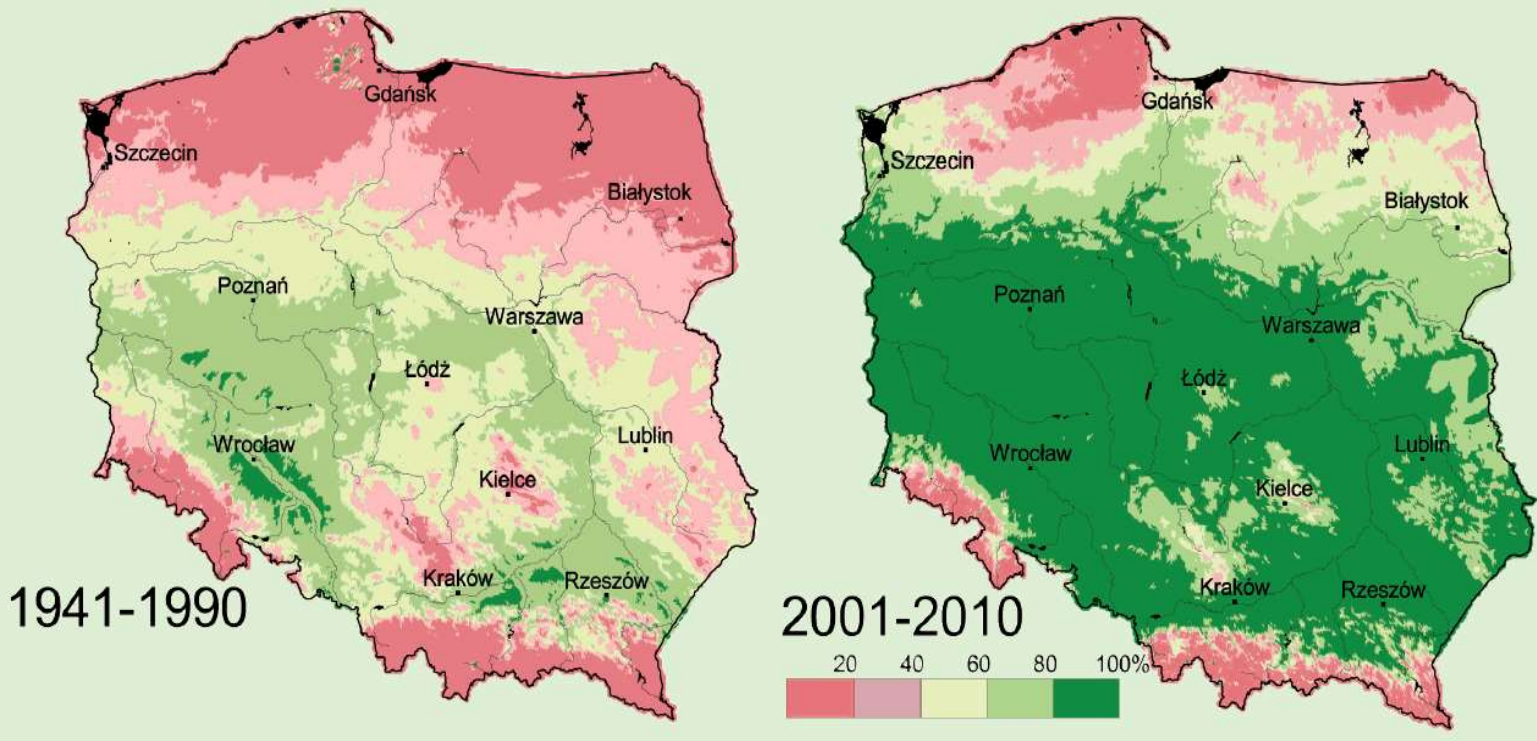 Gdańsk
Szczecin
Białystok
Poznań
Warszawa
Łódź
Wrocław
Lublin
Kielce
Kraków
Rzeszów
1941-1990
Gdańsk
Szczecin
Białystok
Poznań
Warszawa
Łódź
Wrocław
Lublin
Kielce
Kraków
Rzeszów
2001-2010
20 40 60 80 100%